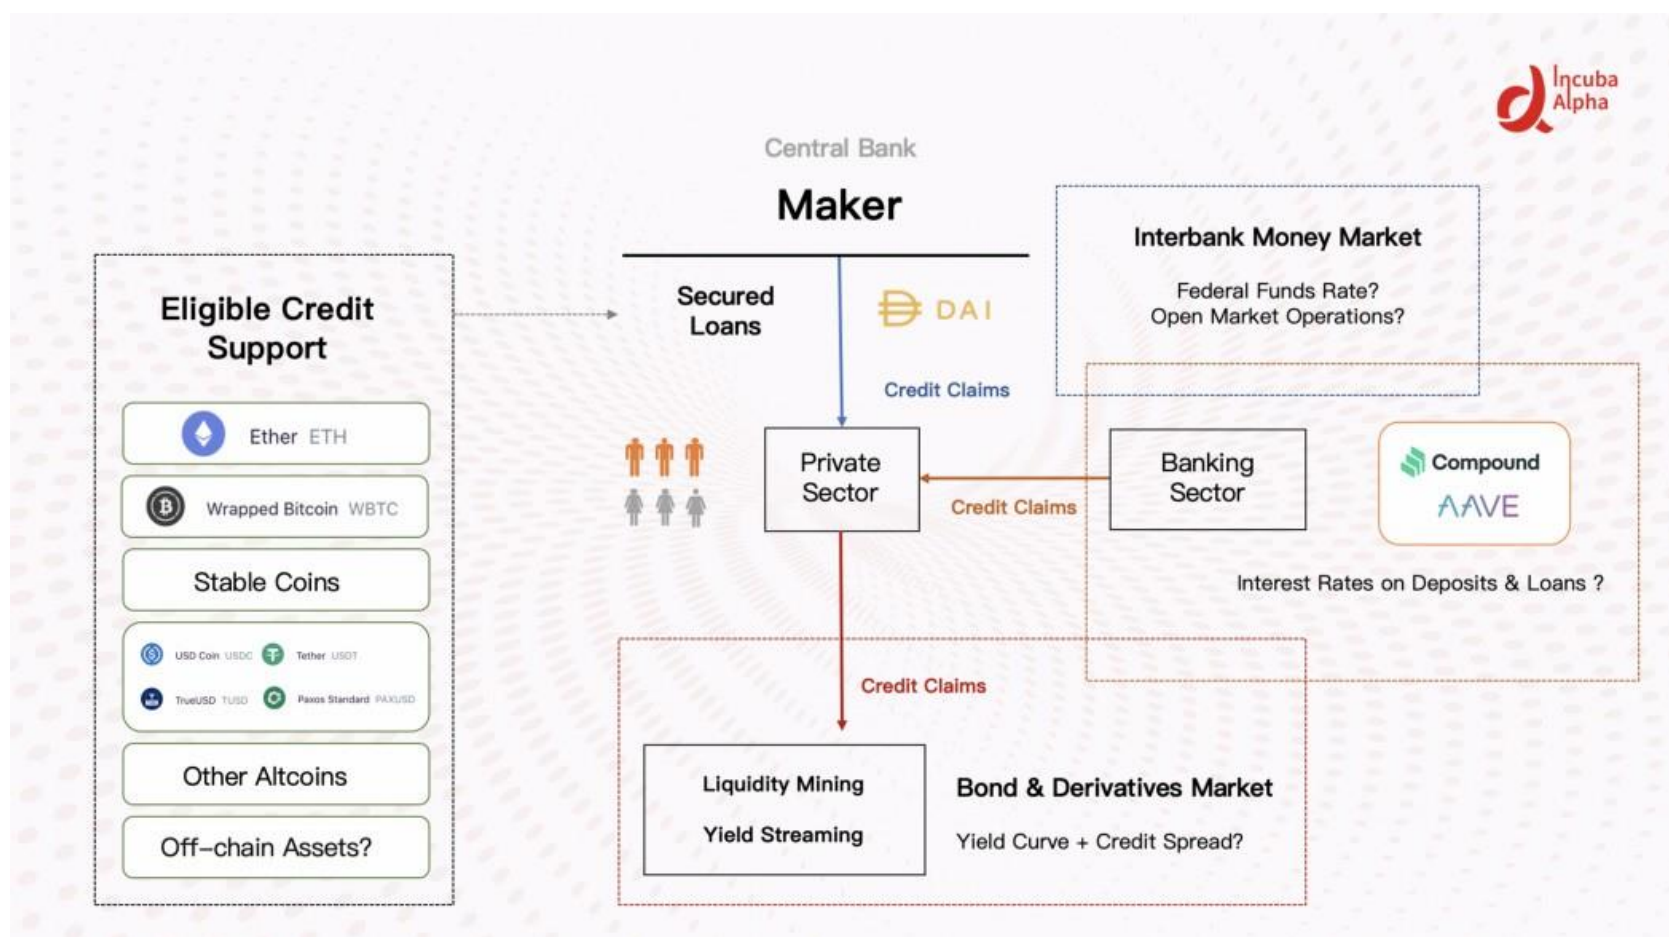 Incuba
Alpha
Central Bank
Maker
Interbank Money Market
Federal Funds Rate?
Open Market Operations?
Eligible Credit
Support
Secured
Loans
DAI
Credit Claims
Ether ETH
Wrapped Bitcoin WBTC
Stable Coins
USD Coin USDC
Tether USDT
TrueUSD TUSD
Paxos Standard PAXUSD
Other Altcoins
Off-chain Assets?
Private
Sector
Credit Claims
Banking
Sector
Compound
AAVE
Interest Rates on Deposits & Loans ?
Credit Claims
Liquidity Mining
Yield Streaming
Bond & Derivatives Market
Yield Curve + Credit Spread?